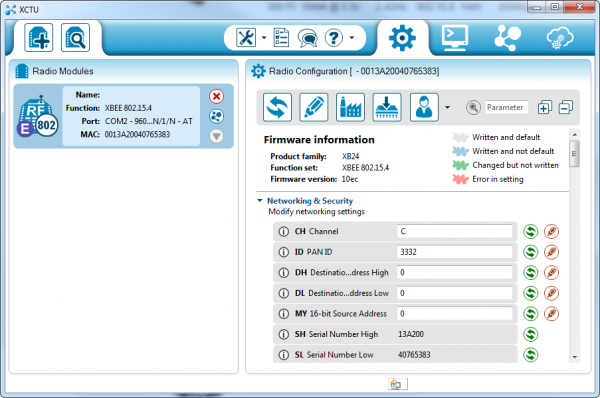 XCTU
Radio Modules
Name:
Function: XBEE 802.15.4
Port: COM2 - 960...N/1/N - AT
MAC: 0013A20040765383
RF
E
802
Radio Configuration [ - 0013A20040765383]
Parameter
Firmware information
Product family: XB24
Function set: XBEE 802.15.4
Firmware version: 10ec
Written and default
Written and not default
Changed but not written
Error in setting
Networking & Security
Modify networking settings
CH Channel C
ID PAN ID 3332
DH Destinatio...dress High 0
DL Destinatio...ddress Low 0
MY 16-bit Source Address 0
SH Serial Number High 13A200
SL Serial Number Low 40765383